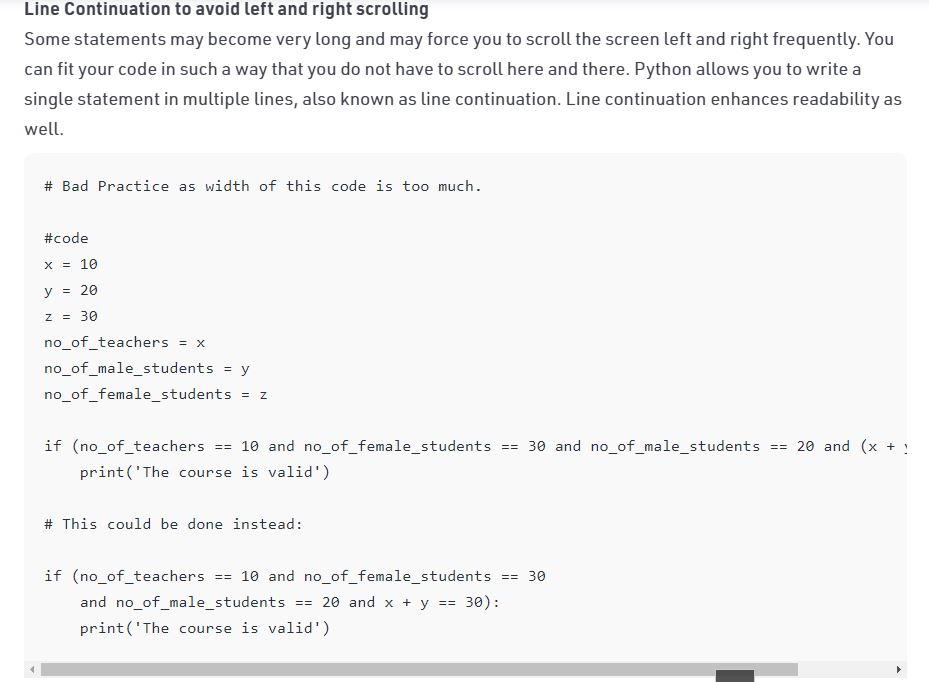 Line Continuation to avoid left and right scrolling
Some statements may become very long and may force you to scroll the screen left and right frequently. You
can fit your code in such a way that you do not have to scroll here and there. Python allows you to write a
single statement in multiple lines, also known as line continuation. Line continuation enhances readability as
well.
# Bad Practice as width of this code is too much.
#code
x = 10
y = 20
z = 30
no_of_teachers = x
no_of_male_students = y
no_of_female_students = z
if (no_of_teachers == 10 and no_of_female_students == 30 and no_of_male_students == 20 and (x +
    print('The course is valid')
# This could be done instead:
if (no_of_teachers == 10 and no_of_female_students == 30
    and no_of_male_students == 20 and x + y == 30):
    print('The course is valid')